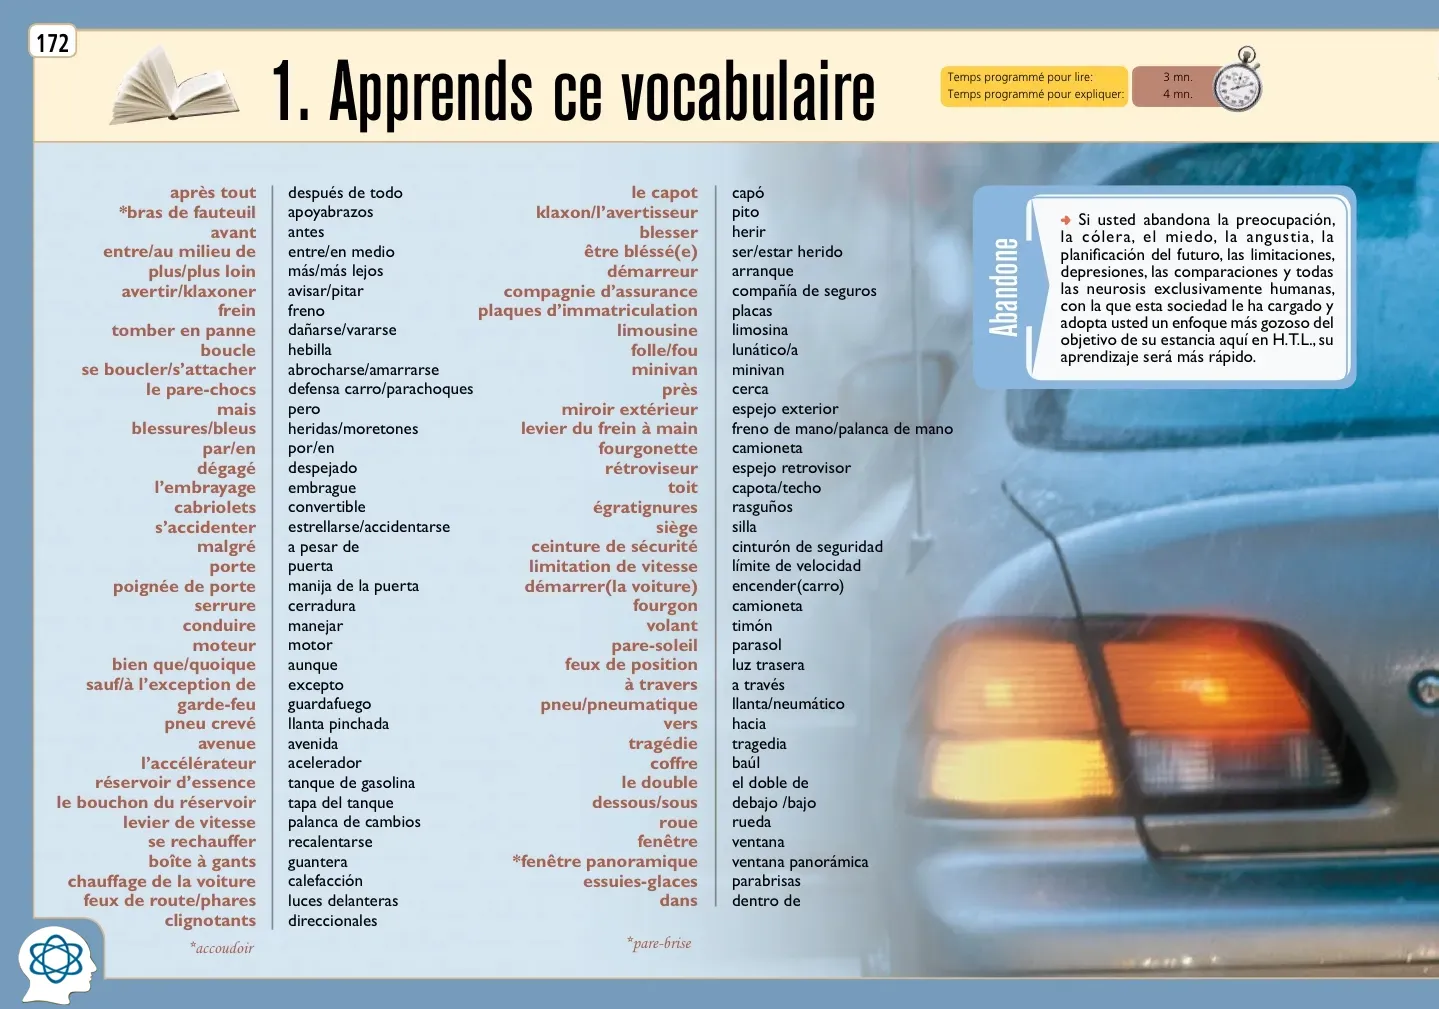 172
1. Apprends ce vocabulaire
Temps programmé pour lire: 3 mn.
Temps programmé pour expliquer: 4 mn.
après tout después de todo
*bras de fauteuil apoyabrazos
avant antes
entre/au milieu de entre/en medio
plus/plus loin más/más lejos
avertir/klaxoner avisar/pitar
frein freno
tomber en panne dañarse/vararse
boucle hebilla
se boucler/s'attacher abrocharse/amarrarse
le pare-chocs defensa carro/parachoques
mais pero
blessures/bleus heridas/moretones
par/en por/en
dégagé despejado
l'embrayage embrague
cabriolets convertible
s'accidenter estrellarse/accidentarse
malgré a pesar de
porte puerta
poignée de porte manija de la puerta
serrure cerradura
conduire manejar
moteur motor
bien que/quoique aunque
sauf/à l'exception de excepto
garde-feu guardafuego
pneu crevé llanta pinchada
avenue avenida
l'accélérateur acelerador
réservoir d'essence tanque de gasolina
le bouchon du réservoir tapa del tanque
levier de vitesse palanca de cambios
se rechauffer recalentarse
boîte à gants guantera
chauffage de la voiture calefacción
feux de route/phares luces delanteras
clignotants direccionales
*accoudoir
le capot capó
klaxon/l'avertisseur pito
blesser herir
être bléssé(e) ser/estar herido
démarreur arranque
compagnie d'assurance compañía de seguros
plaques d'immatriculation placas
limousine limosina
folle/fou lunático/a
minivan minivan
près cerca
miroir extérieur espejo exterior
levier du frein à main freno de mano/palanca de mano
fourgonette camioneta
rétroviseur espejo retrovisor
toit capota/techo
égratignures rasguños
siège silla
ceinture de sécurité cinturón de seguridad
limitation de vitesse límite de velocidad
démarrer(la voiture) encender(carro)
fourgon camioneta
volant timón
pare-soleil parasol
feux de position luz trasera
à travers a través
pneu/pneumatique llanta/neumático
vers hacia
tragédie tragedia
coffre baúl
le double el doble de
dessous/sous debajo /bajo
roue rueda
fenêtre ventana
*fenêtre panoramique ventana panorámica
essuies-glaces parabrisas
dans dentro de
*pare-brise
Abandone
Si usted abandona la preocupación,
la cólera, el miedo, la angustia, la
planificación del futuro, las limitaciones,
depresiones, las comparaciones y todas
las neurosis exclusivamente humanas,
con la que esta sociedad le ha cargado y
adopta usted un enfoque más gozoso del
objetivo de su estancia aquí en H.T.L., su
aprendizaje será más rápido.